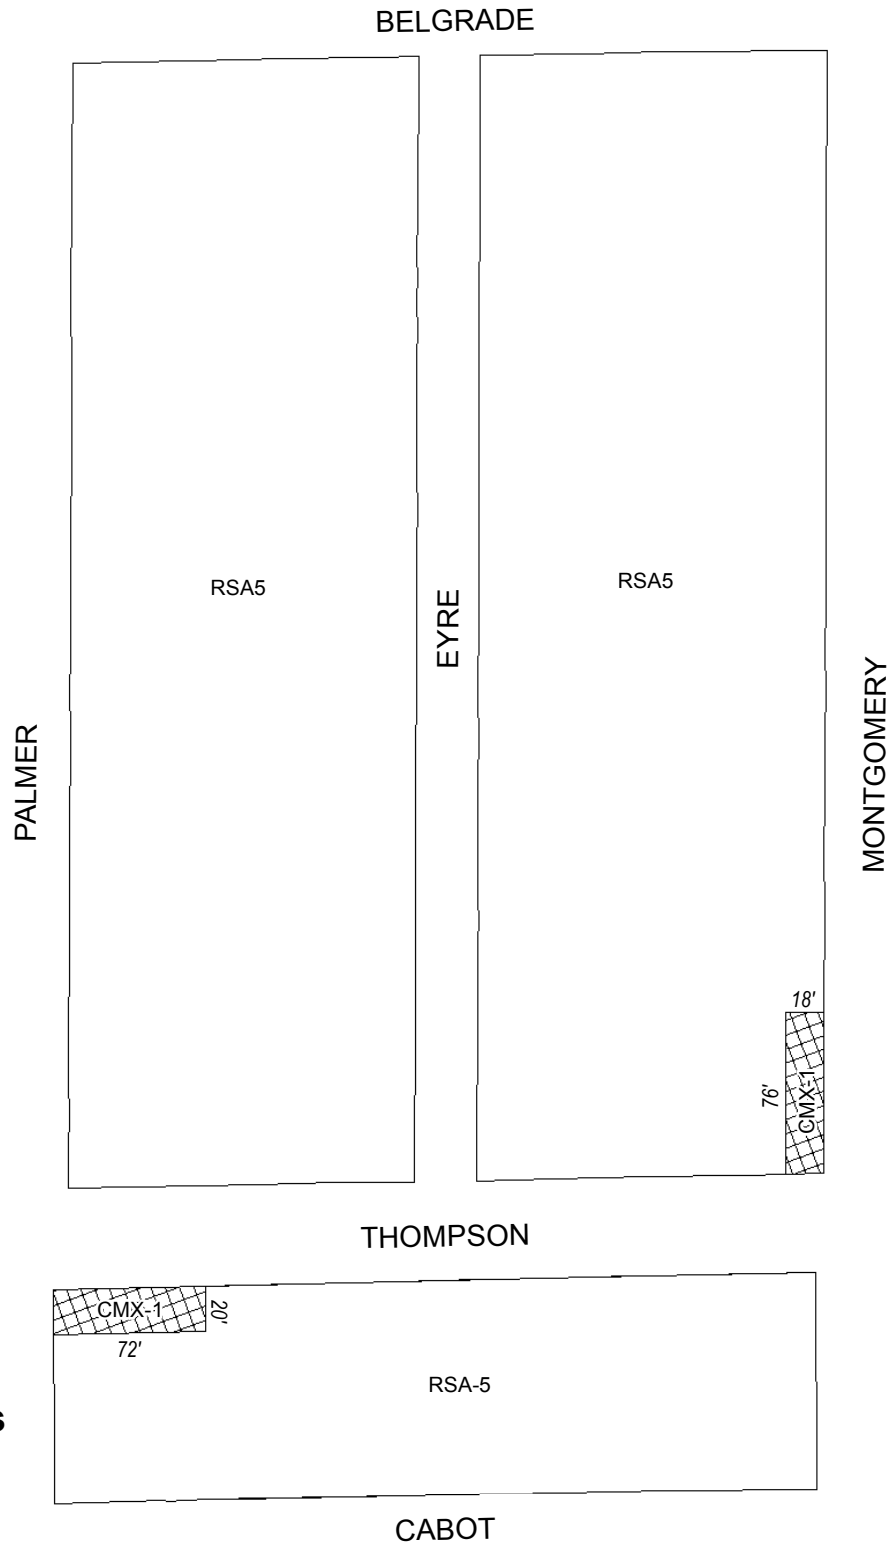 BELGRADE
RSA5
RSA5
EYRE
PALMER
MONTGOMERY
18'
76'
CMX-1
THOMPSON
CMX-1
20'
72'
RSA-5
s
CABOT